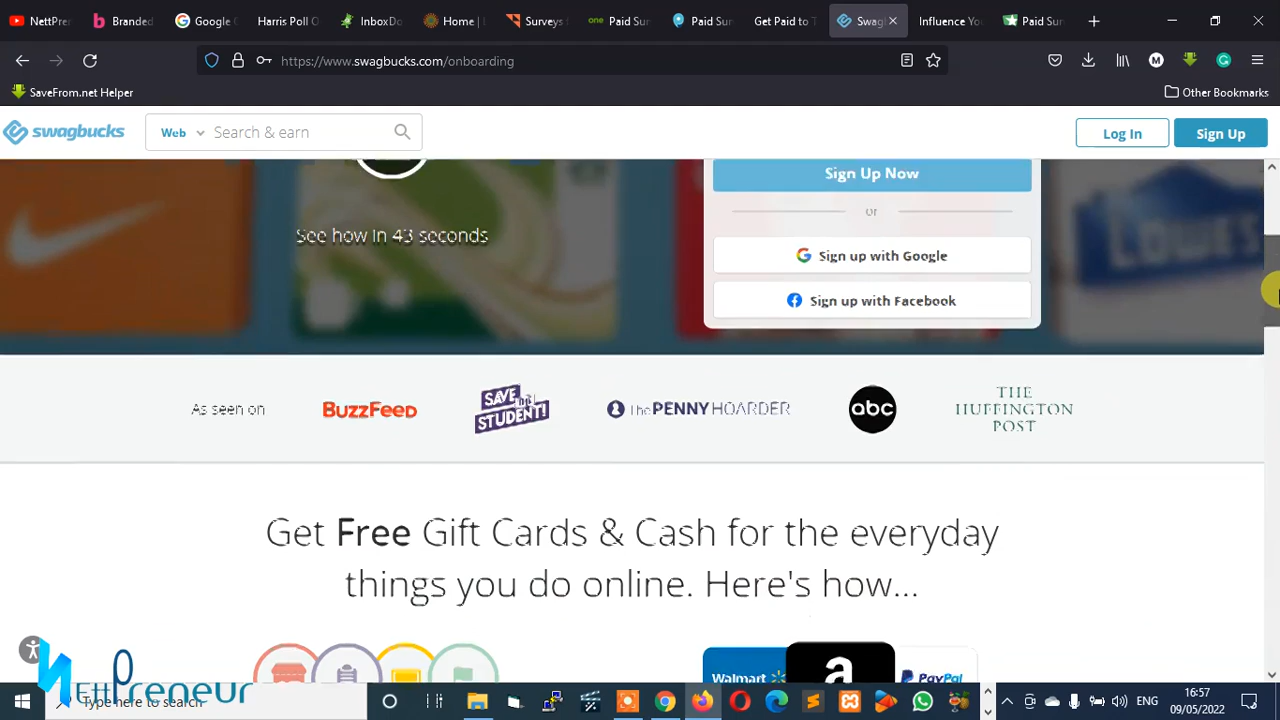 NettPre
Branded
Google
Harris Poll O
InboxDo
Home |
Surveys
one Paid Sur
Paid Sur
Get Paid to T
Swag
Influence Yo
Paid Sur
https://www.swagbucks.com/onboarding
SaveFrom.net Helper
Other Bookmarks
swagbucks
Web
Search & earn
Log In
Sign Up
Sign Up Now
See how in 43 seconds
or
LOWE'S
Sign up with Google
Sign up with Facebook
As seen on
BuzzFeed
SAVE the STUDENT!
The PENNY HOARDER
abc
THE
HUFFINGTON
POST
Get Free Gift Cards & Cash for the everyday
things you do online. Here's how...
Walmart
a
PayPal
NettPreneur
Type here to search
ENG
16:57
09/05/2022